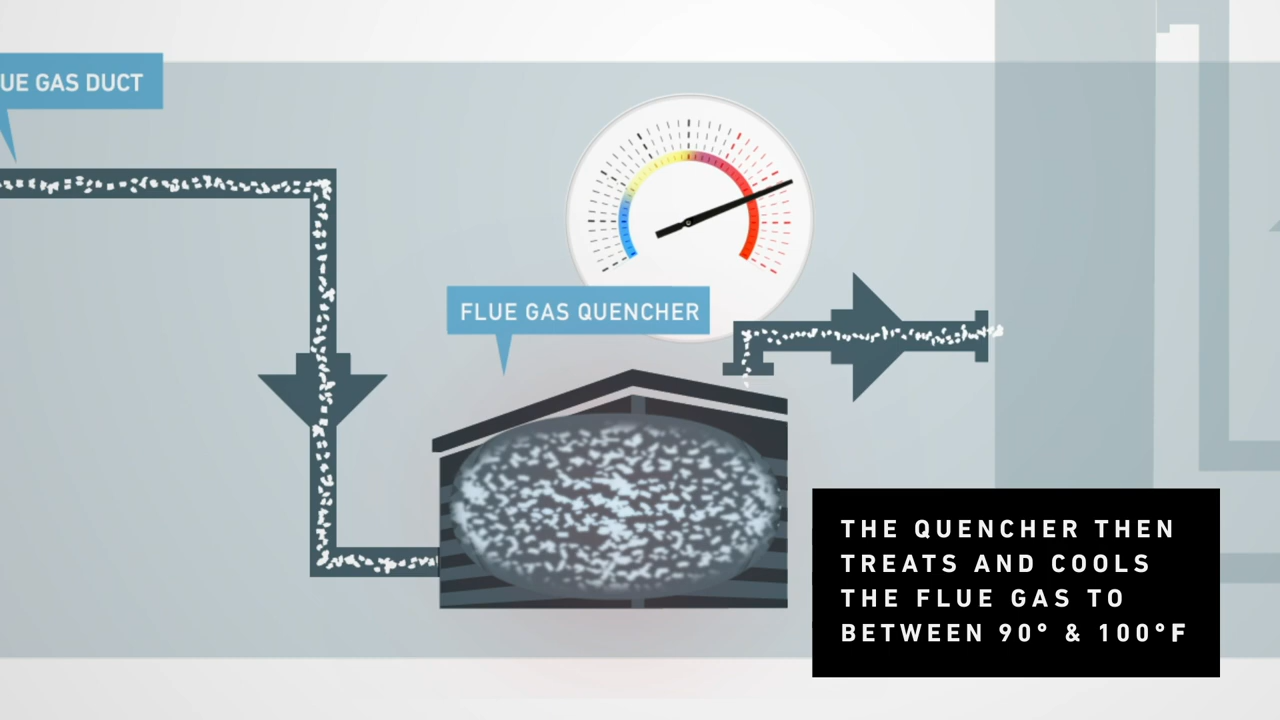 UE GAS DUCT
FLUE GAS QUENCHER
THE QUENCHER THEN
TREATS AND COOLS
THE FLUE GAS TO
BETWEEN 90° & 100°F